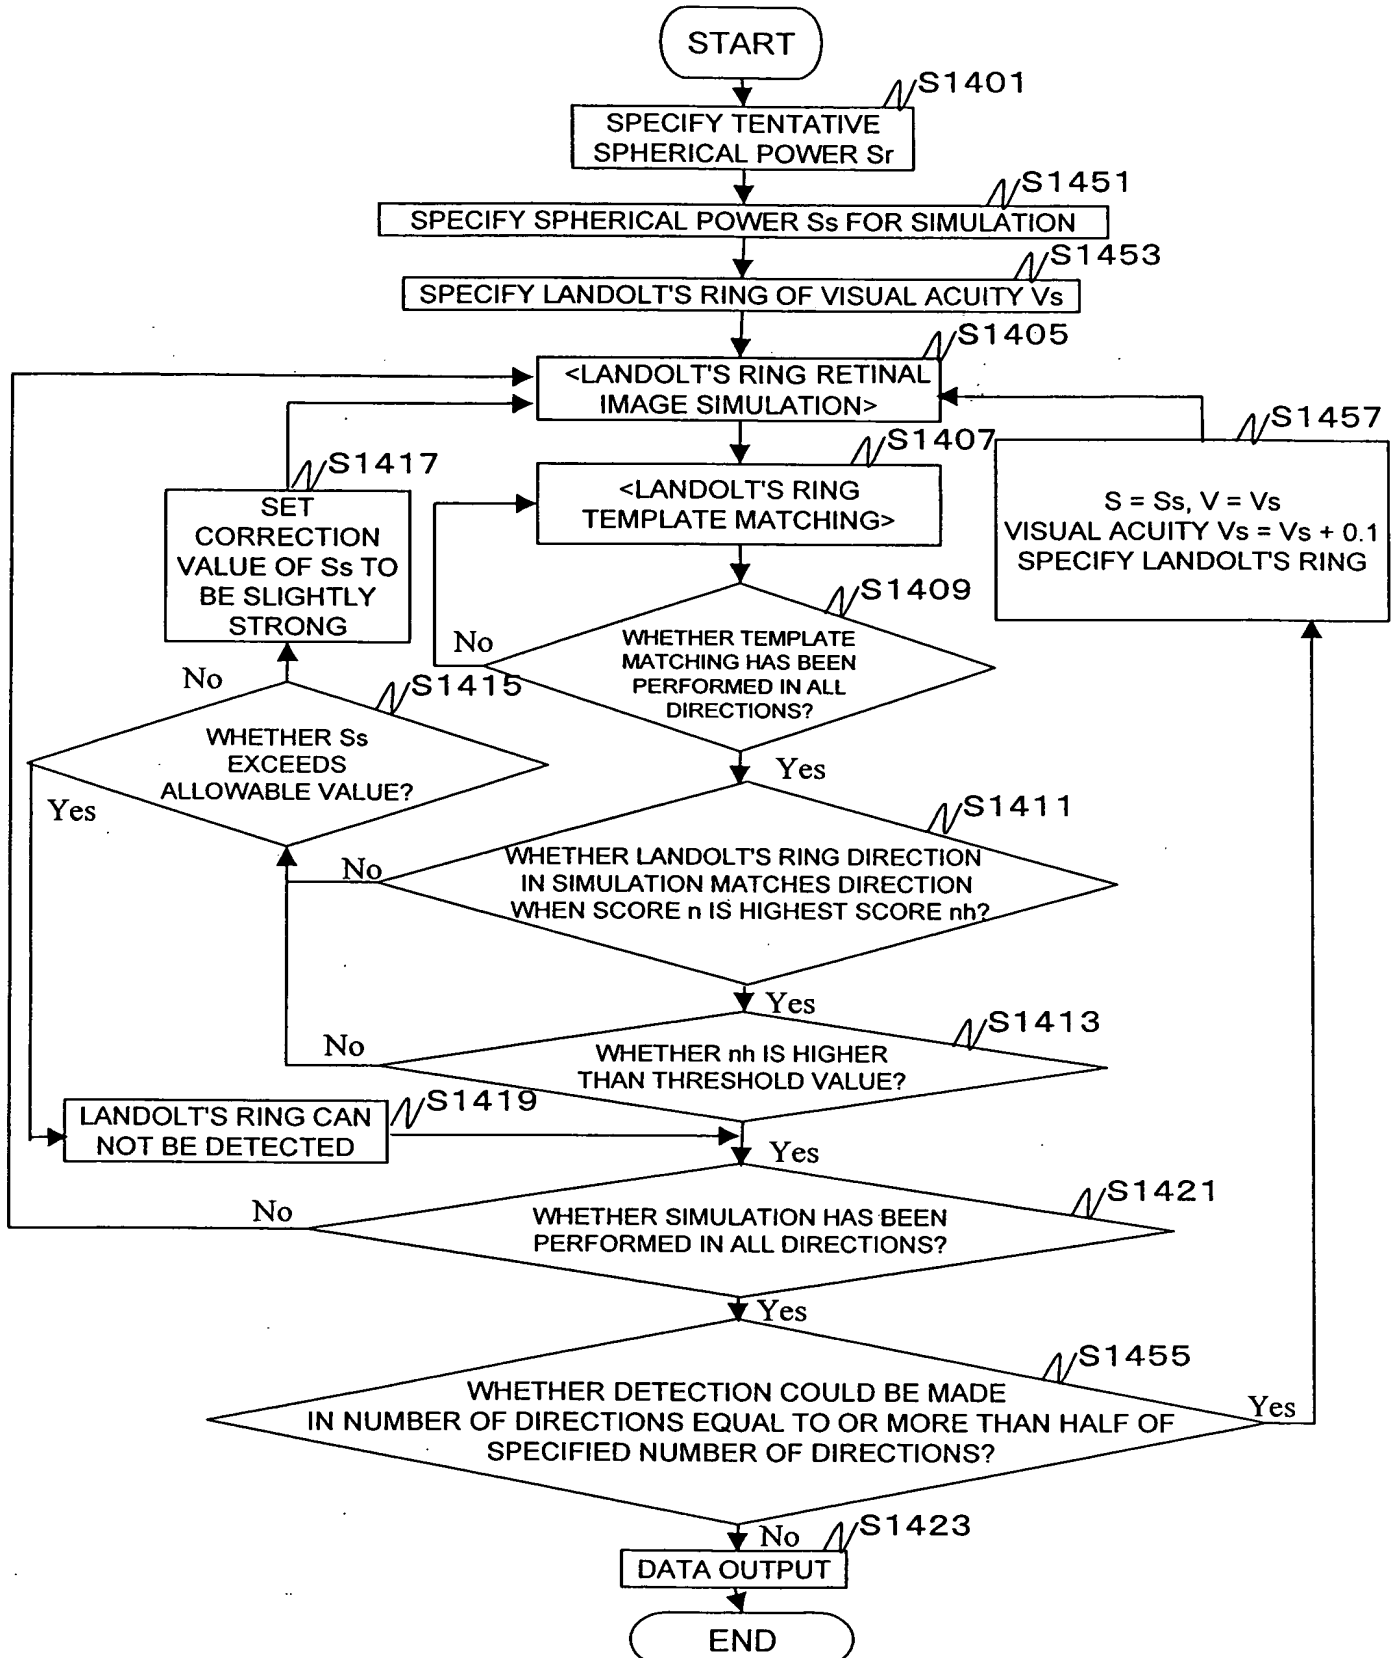 START
S1401
SPECIFY TENTATIVE
SPHERICAL POWER Sr
S1451
SPECIFY SPHERICAL POWER Ss FOR SIMULATION
S1453
SPECIFY LANDOLT'S RING OF VISUAL ACUITY Vs
S1405
<LANDOLT'S RING RETINAL
IMAGE SIMULATION>
S1457
S = Ss, V = Vs
VISUAL ACUITY Vs = Vs + 0.1
SPECIFY LANDOLT'S RING
S1407
<LANDOLT'S RING
TEMPLATE MATCHING>
S1417
SET
CORRECTION
VALUE OF Ss TO
BE SLIGHTLY
STRONG
S1409
No
WHETHER TEMPLATE
MATCHING HAS BEEN
PERFORMED IN ALL
DIRECTIONS?
Yes
No
S1415
WHETHER Ss
EXCEEDS
ALLOWABLE VALUE?
Yes
S1411
No
WHETHER LANDOLT'S RING DIRECTION
IN SIMULATION MATCHES DIRECTION
WHEN SCORE n IS HIGHEST SCORE nh?
Yes
S1413
No
WHETHER nh IS HIGHER
THAN THRESHOLD VALUE?
Yes
S1419
LANDOLT'S RING CAN
NOT BE DETECTED
S1421
No
WHETHER SIMULATION HAS BEEN
PERFORMED IN ALL DIRECTIONS?
Yes
S1455
WHETHER DETECTION COULD BE MADE
IN NUMBER OF DIRECTIONS EQUAL TO OR MORE THAN HALF OF
SPECIFIED NUMBER OF DIRECTIONS?
Yes
No
S1423
DATA OUTPUT
END